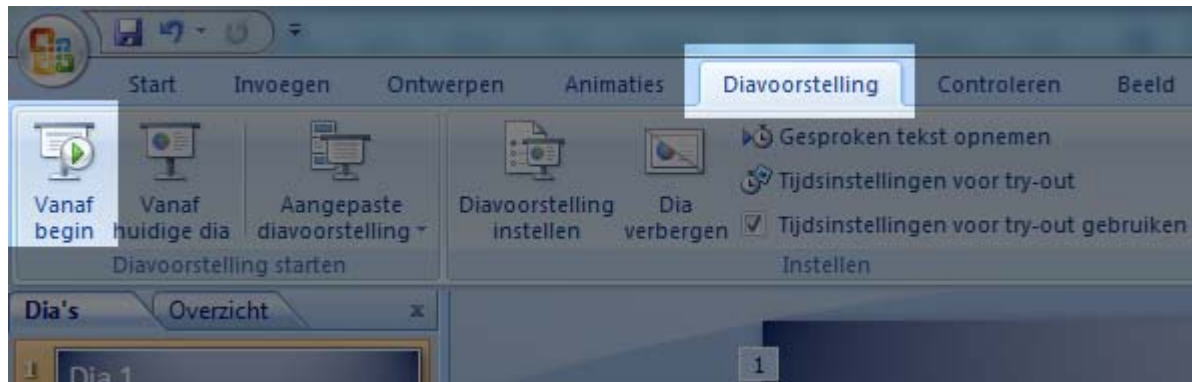 Start Invoegen Ontwerpen Animaties Diavoorstelling Controleren Beeld
Vanaf begin
Vanaf huidige dia
Aangepaste diavoorstelling
Diavoorstelling starten
Diavoorstelling instellen
Dia verbergen
Gesproken tekst opnemen
Tijdsinstellingen voor try-out
Tijdsinstellingen voor try-out gebruiken
Instellen
Dia's Overzicht x
1
Dia 1
1